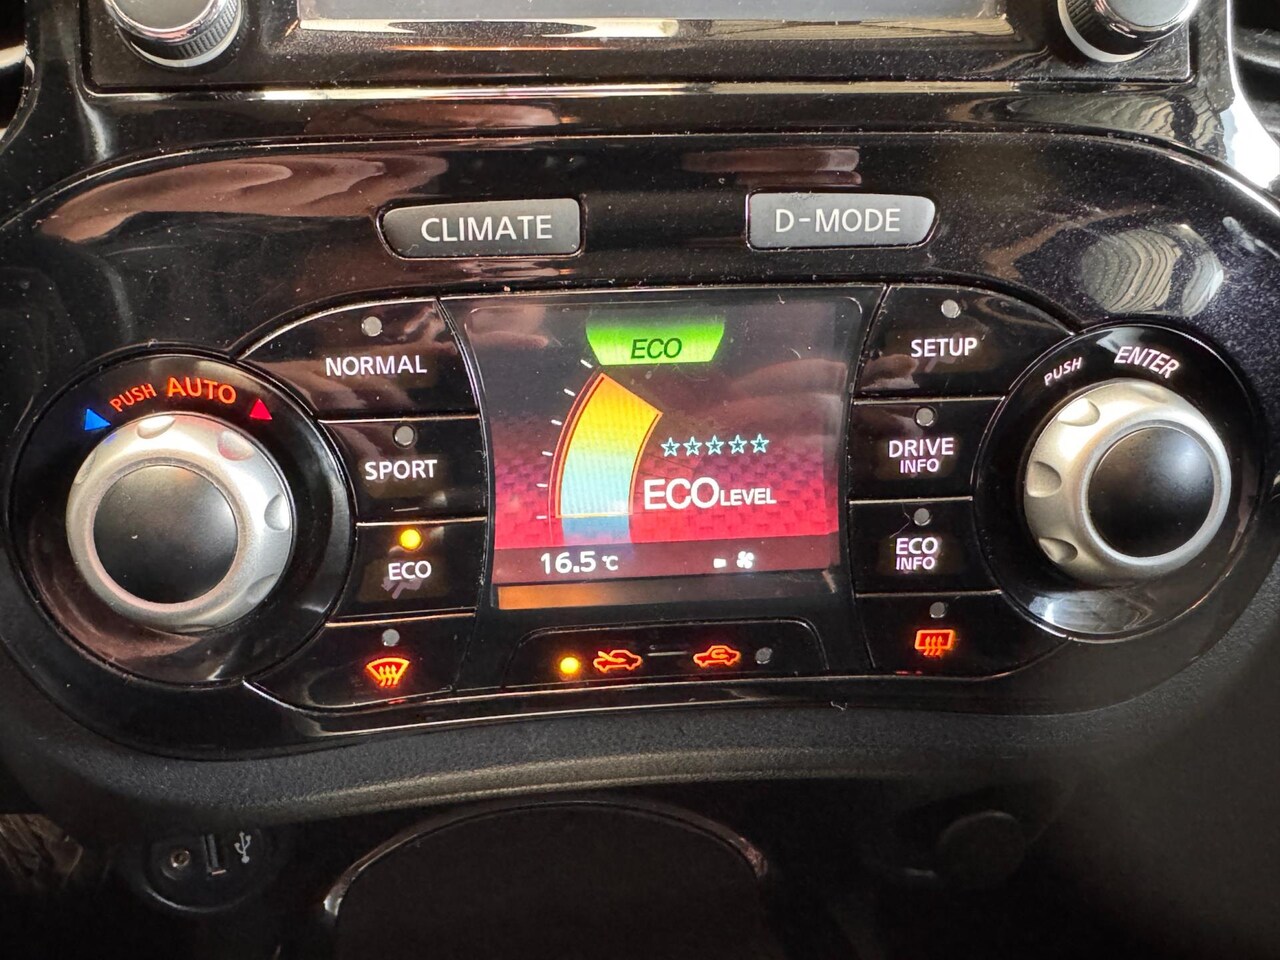 CLIMATE
D-MODE
NORMAL
SPORT
ECO
PUSH AUTO
ECO
☆☆☆☆☆
ECO LEVEL
16.5 °C
SETUP
DRIVE
INFO
ECO
INFO
PUSH ENTER